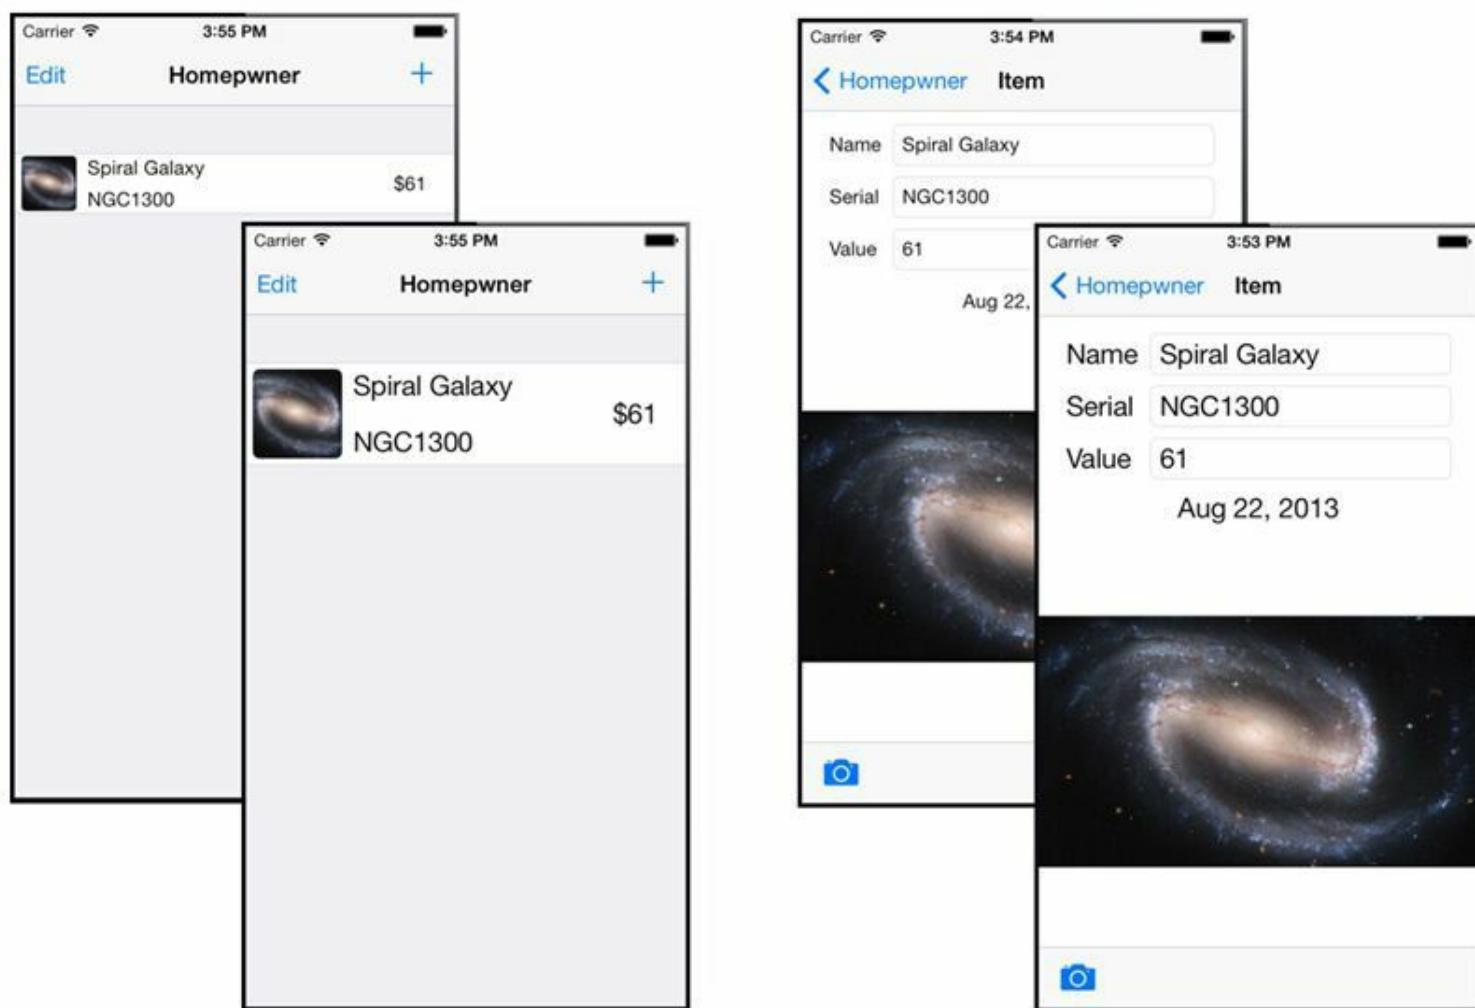 Carrier 3:55 PM
Edit Homepwner +
Spiral Galaxy
NGC1300
$61
Carrier 3:55 PM
Edit Homepwner +
Spiral Galaxy
NGC1300
$61
Carrier 3:54 PM
Homepwner Item
Name Spiral Galaxy
Serial NGC1300
Value 61
Aug 22,
Carrier 3:53 PM
Homepwner Item
Name Spiral Galaxy
Serial NGC1300
Value 61
Aug 22, 2013